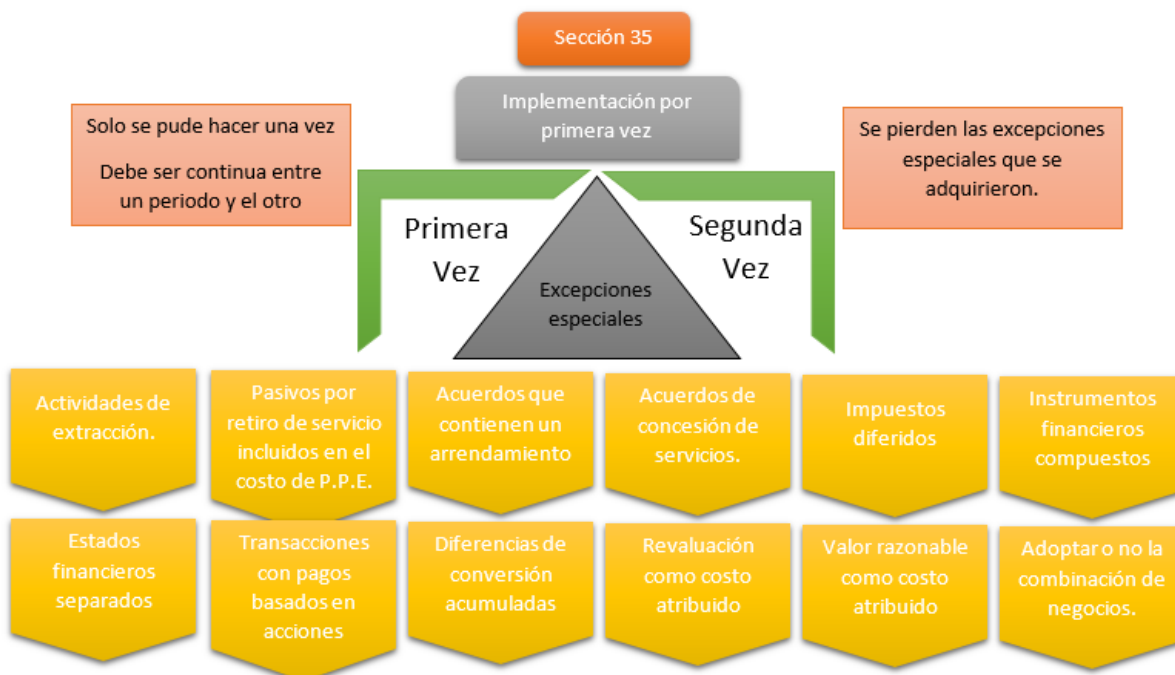 Sección 35
Implementación por
primera vez
Solo se pude hacer una vez
Debe ser continua entre
un periodo y el otro
Se pierden las excepciones
especiales que se
adquirieron.
Primera
Vez
Segunda
Vez
Excepciones
especiales
Actividades de
extracción.
Pasivos por
retiro de servicio
incluidos en el
costo de P.P.E.
Acuerdos que
contienen un
arrendamiento
Acuerdos de
concesión de
servicios.
Impuestos
diferidos
Instrumentos
financieros
compuestos
Estados
financieros
separados
Transacciones
con pagos
basados en
acciones
Diferencias de
conversión
acumuladas
Revaluación
como costo
atribuido
Valor razonable
como costo
atribuido
Adoptar o no la
combinación de
negocios.